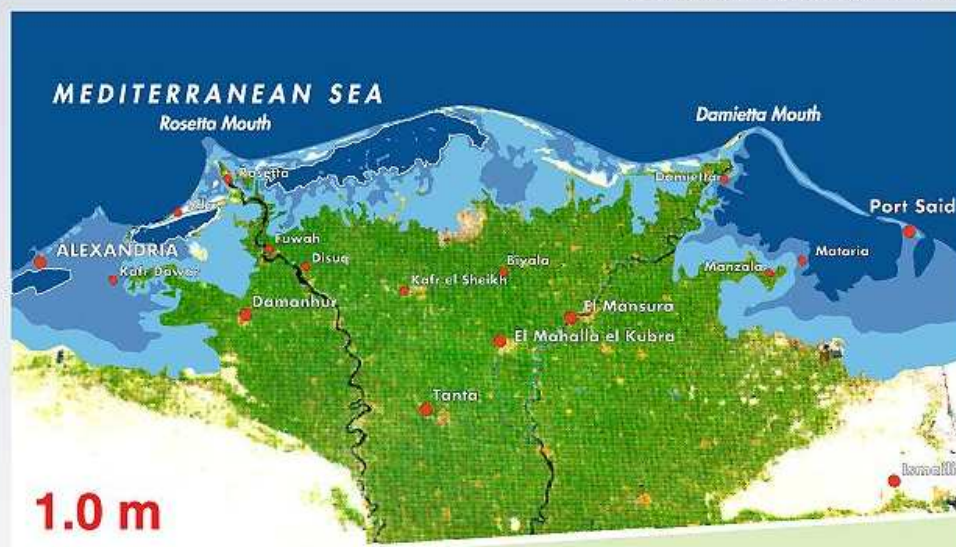 MEDITERRANEAN SEA
Rosetta Mouth
Damietta Mouth
Rosetta
Damietta
Port Said
ALEXANDRIA
Fuwah
Disuq
Biyala
Mataria
Kafr Dawar
Kafr el Sheikh
Manzala
Damanhur
El Mansura
El Mahalla el Kubra
Tanta
1.0 m